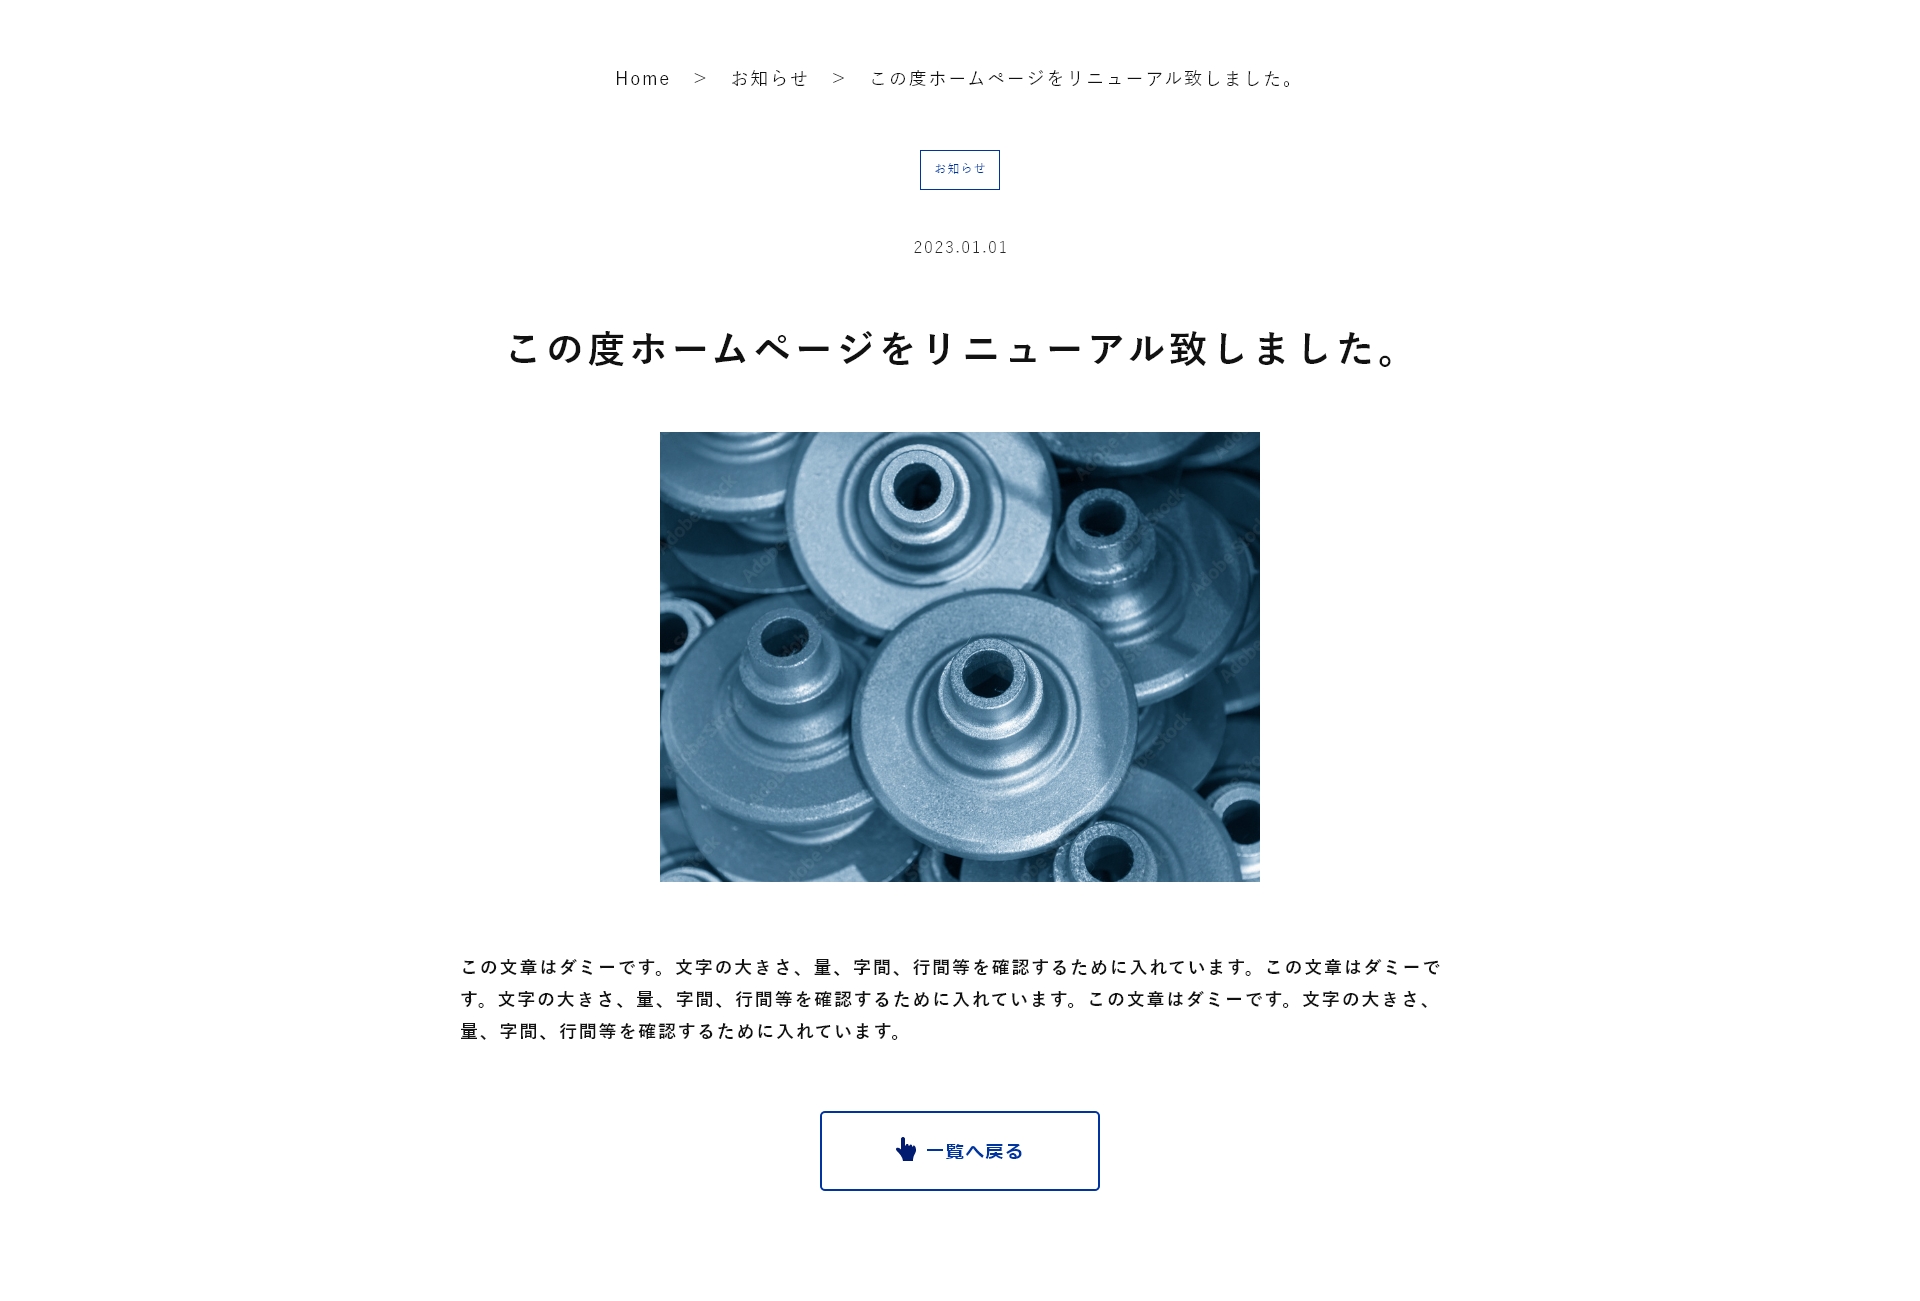 Home > お知らせ > この度ホームページをリニューアル致しました。
お知らせ
2023.01.01
この度ホームページをリニューアル致しました。
Adobe Stock
この文章はダミーです。文字の大きさ、量、字間、行間等を確認するために入れています。この文章はダミーで
す。文字の大きさ、量、字間、行間等を確認するために入れています。この文章はダミーです。文字の大きさ、
量、字間、行間等を確認するために入れています。
一覧へ戻る